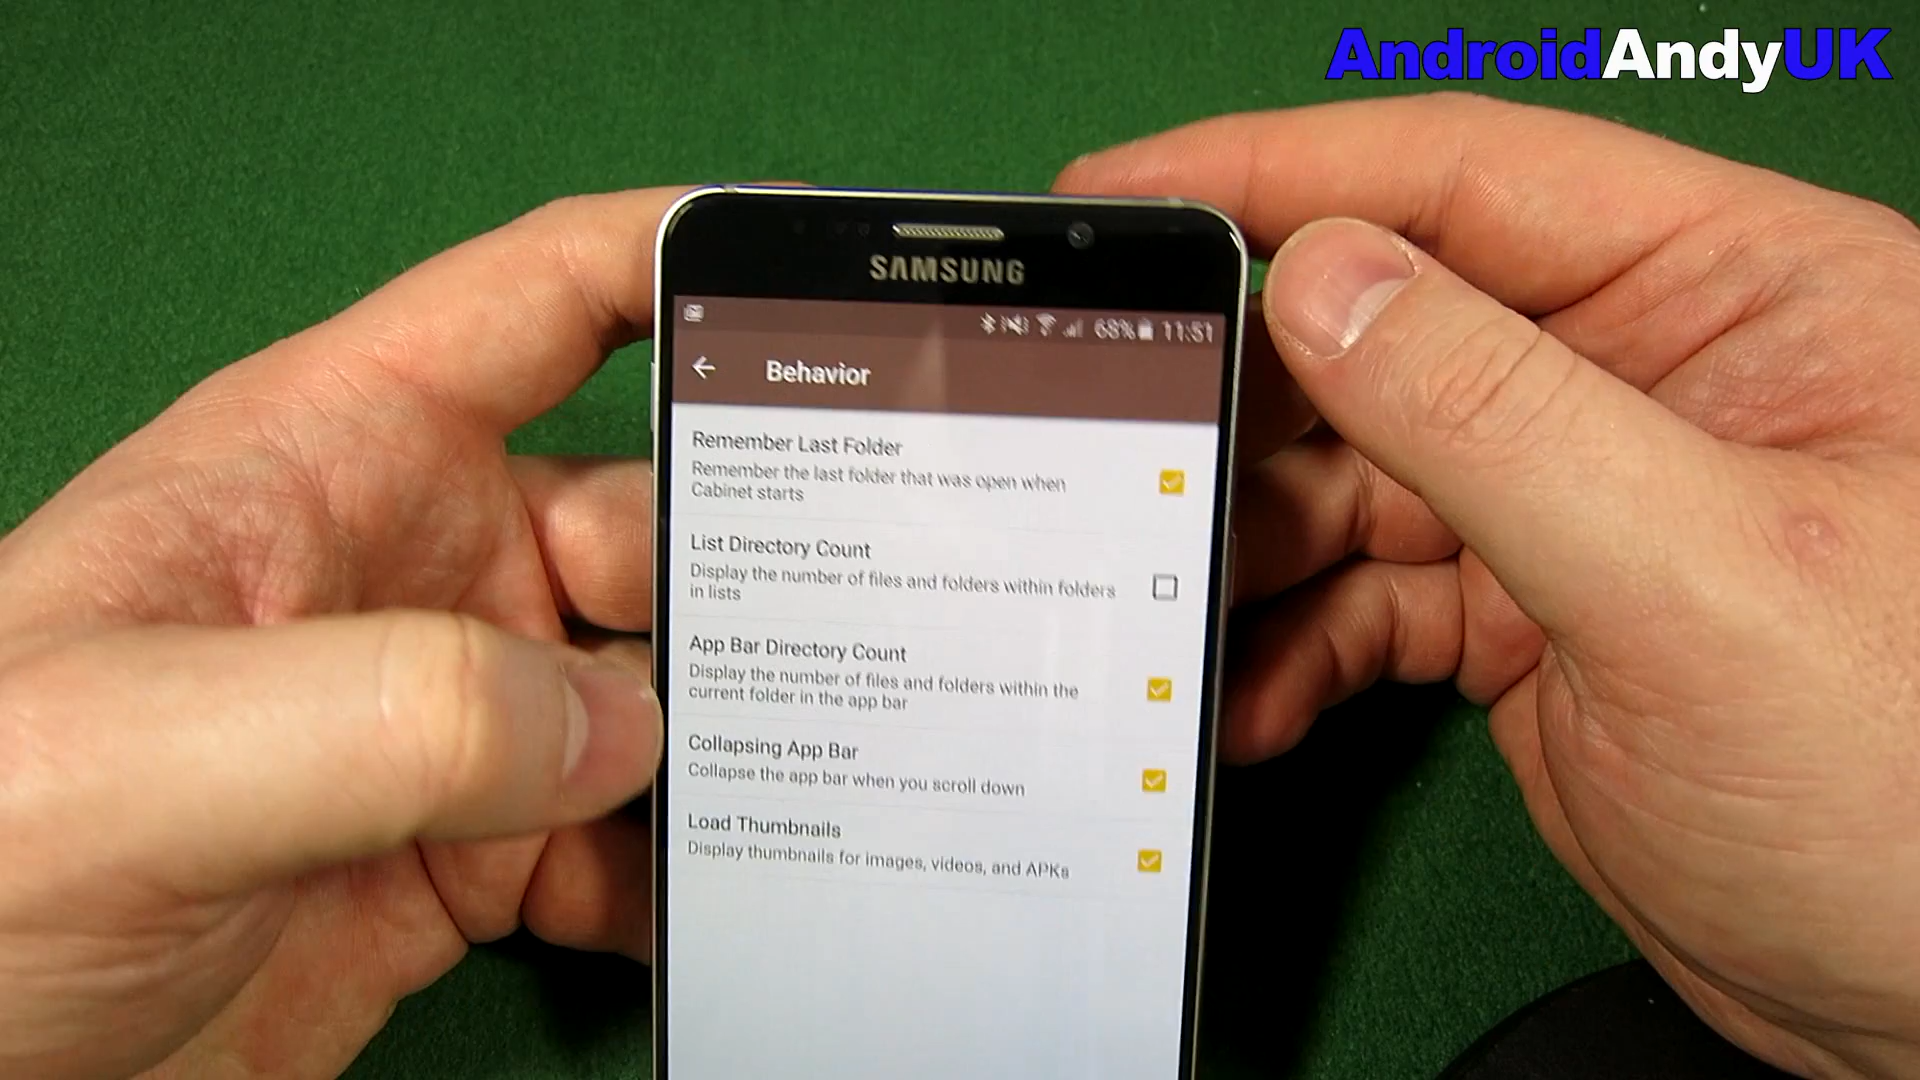 AndroidAndyUK
SAMSUNG
68% 11:51
Behavior
Remember Last Folder
Remember the last folder that was open when
Cabinet starts
List Directory Count
Display the number of files and folders within folders
in lists
App Bar Directory Count
Display the number of files and folders within the
current folder in the app bar
Collapsing App Bar
Collapse the app bar when you scroll down
Load Thumbnails
Display thumbnails for images, videos, and APKs